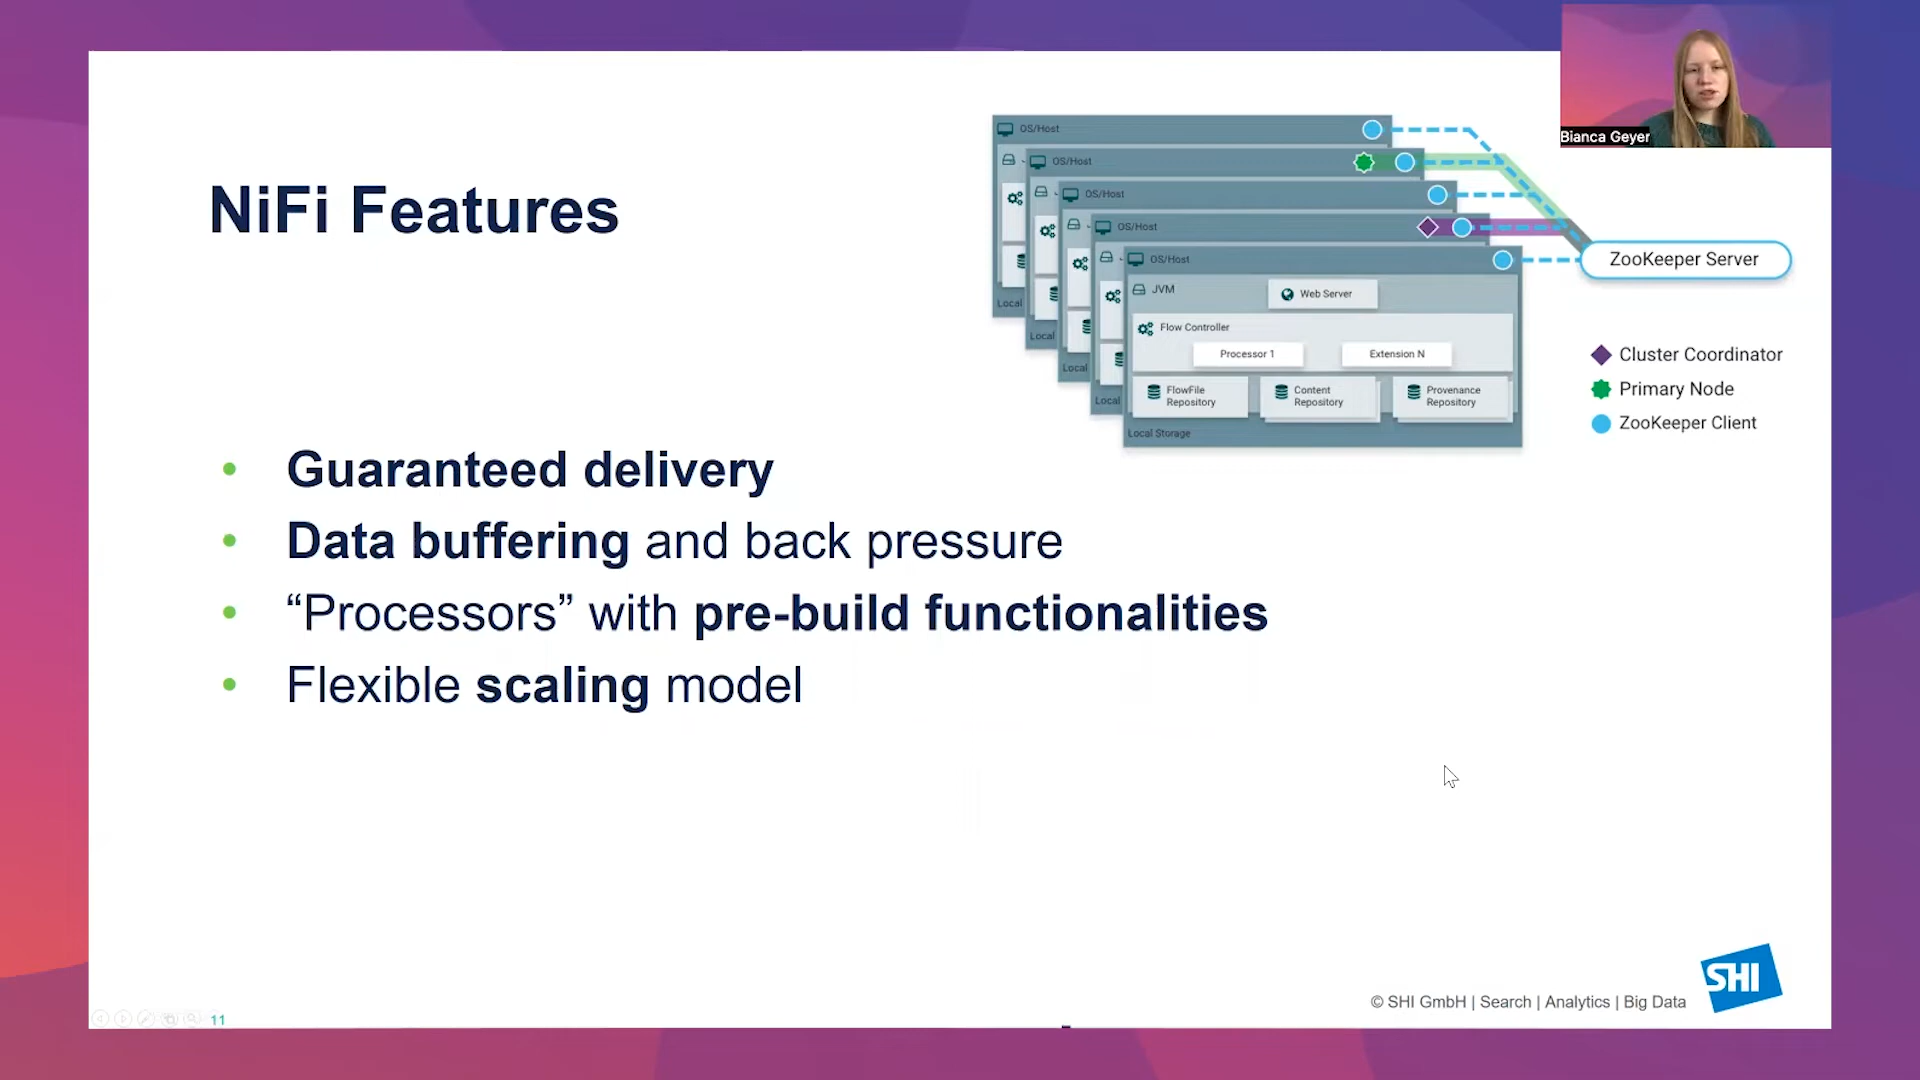 Bianca Geyer
NiFi Features
OS/Host
OS/Host
OS/Host
OS/Host
OS/Host
JVM
Web Server
Flow Controller
Processor 1
Extension N
FlowFile
Repository
Content
Repository
Provenance
Repository
Local
Local
Local
Local
Local Storage
ZooKeeper Server
Cluster Coordinator
Primary Node
ZooKeeper Client
• Guaranteed delivery
• Data buffering and back pressure
• “Processors” with pre-build functionalities
• Flexible scaling model
SHI
© SHI GmbH | Search | Analytics | Big Data
11